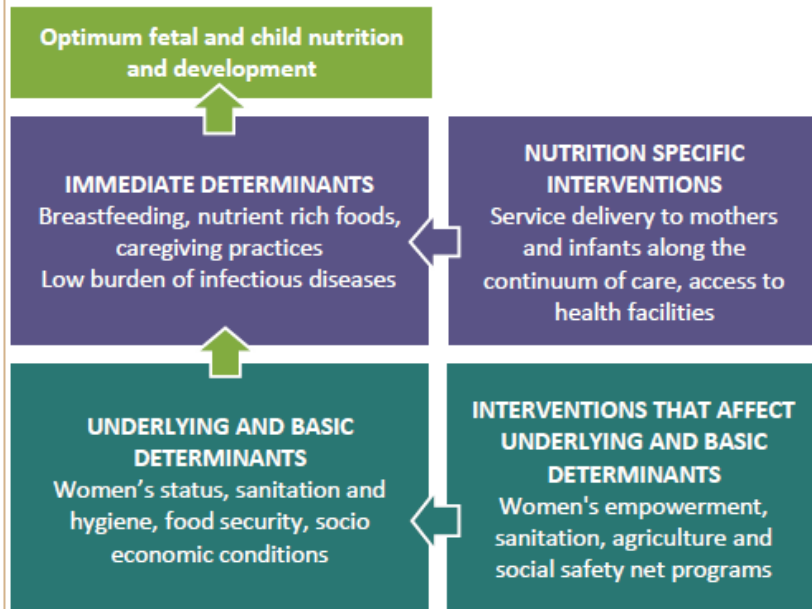 Optimum fetal and child nutrition
and development
IMMEDIATE DETERMINANTS
Breastfeeding, nutrient rich foods,
caregiving practices
Low burden of infectious diseases
NUTRITION SPECIFIC
INTERVENTIONS
Service delivery to mothers
and infants along the
continuum of care, access to
health facilities
UNDERLYING AND BASIC
DETERMINANTS
Women’s status, sanitation and
hygiene, food security, socio
economic conditions
INTERVENTIONS THAT AFFECT
UNDERLYING AND BASIC
DETERMINANTS
Women's empowerment,
sanitation, agriculture and
social safety net programs